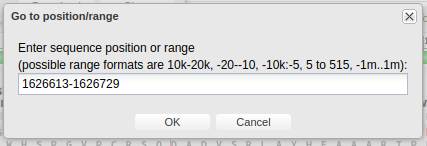 Go to position/range
Enter sequence position or range
(possible range formats are 10k-20k, -20--10, -10k:-5, 5 to 515, -1m..1m):
1626613-1626729
OK
Cancel